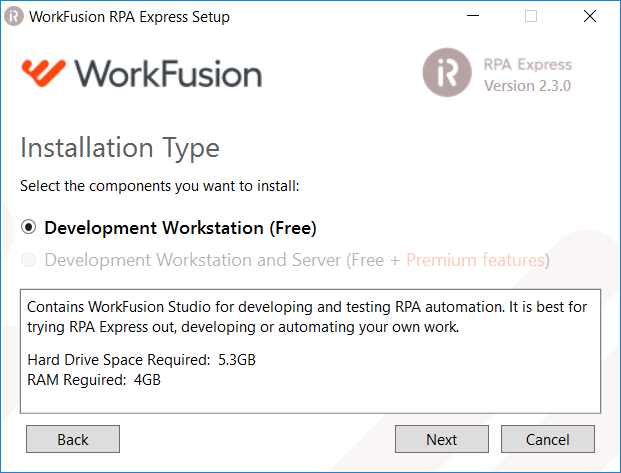 WorkFusion RPA Express Setup
WorkFusion
iR
RPA Express
Version 2.3.0
Installation Type
Select the components you want to install:
Development Workstation (Free)
Development Workstation and Server (Free + Premium features)
Contains WorkFusion Studio for developing and testing RPA automation. It is best for
trying RPA Express out, developing or automating your own work.
Hard Drive Space Required: 5.3GB
RAM Reguired: 4GB
Back
Next
Cancel